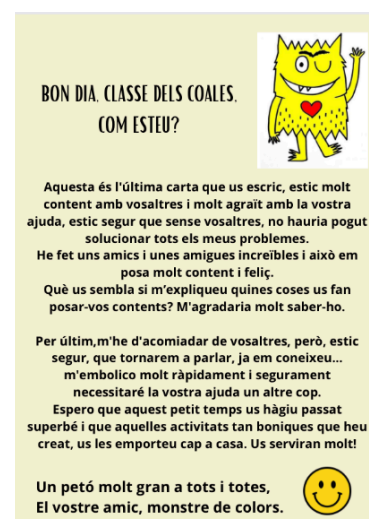 BON DIA, CLASSE DELS COALES,
COM ESTEU?
Aquesta és l'última carta que us escric, estic molt
content amb vosaltres i molt agraït amb la vostra
ajuda, estic segur que sense vosaltres, no hauria pogut
solucionar tots els meus problemes.
He fet uns amics i unes amigues increïbles i això em
posa molt content i feliç.
Què us sembla si m'expliqueu quines coses us fan
posar-vos contents? M'agradaria molt saber-ho.
Per últim,m'he d'acomiadar de vosaltres, però, estic
segur, que tornarem a parlar, ja em coneixeu...
m'embolico molt ràpidament i segurament
necessitaré la vostra ajuda un altre cop.
Espero que aquest petit temps us hàgiu passat
superbé i que aquelles activitats tan boniques que heu
creat, us les emporteu cap a casa. Us serviran molt!
Un petó molt gran a tots i totes,
El vostre amic, monstre de colors.